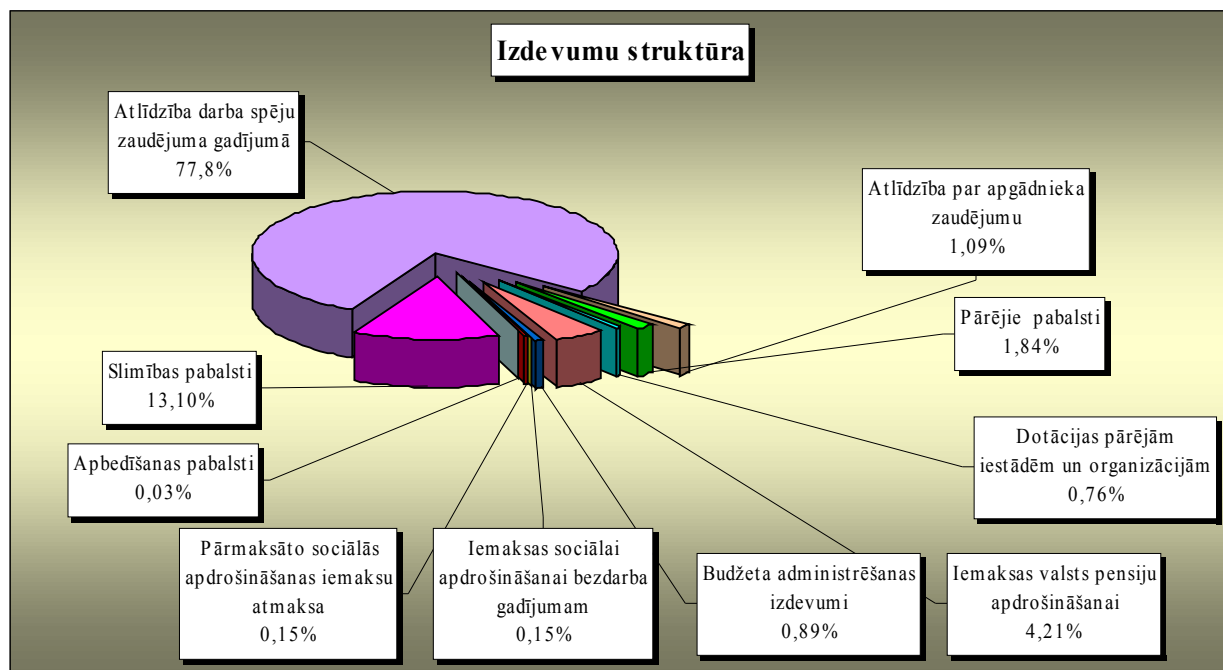 Izdevumu struktūra
Atlīdzība darba spēju
zaudējuma gadījumā
77,8%
Atlīdzība par apgādnieka
zaudējumu
1,09%
Pārējie pabalsti
1,84%
Slimības pabalsti
13,10%
Dotācijas pārējām
iestādēm un organizācijām
0,76%
Apbedīšanas pabalsti
0,03%
Pārmaksāto sociālās
apdrošināšanas iemaksu
atmaksa
0,15%
Iemaksas sociālai
apdrošināšanai bezdarba
gadījumam
0,15%
Budžeta administrēšanas
izdevumi
0,89%
Iemaksas valsts pensiju
apdrošināšanai
4,21%